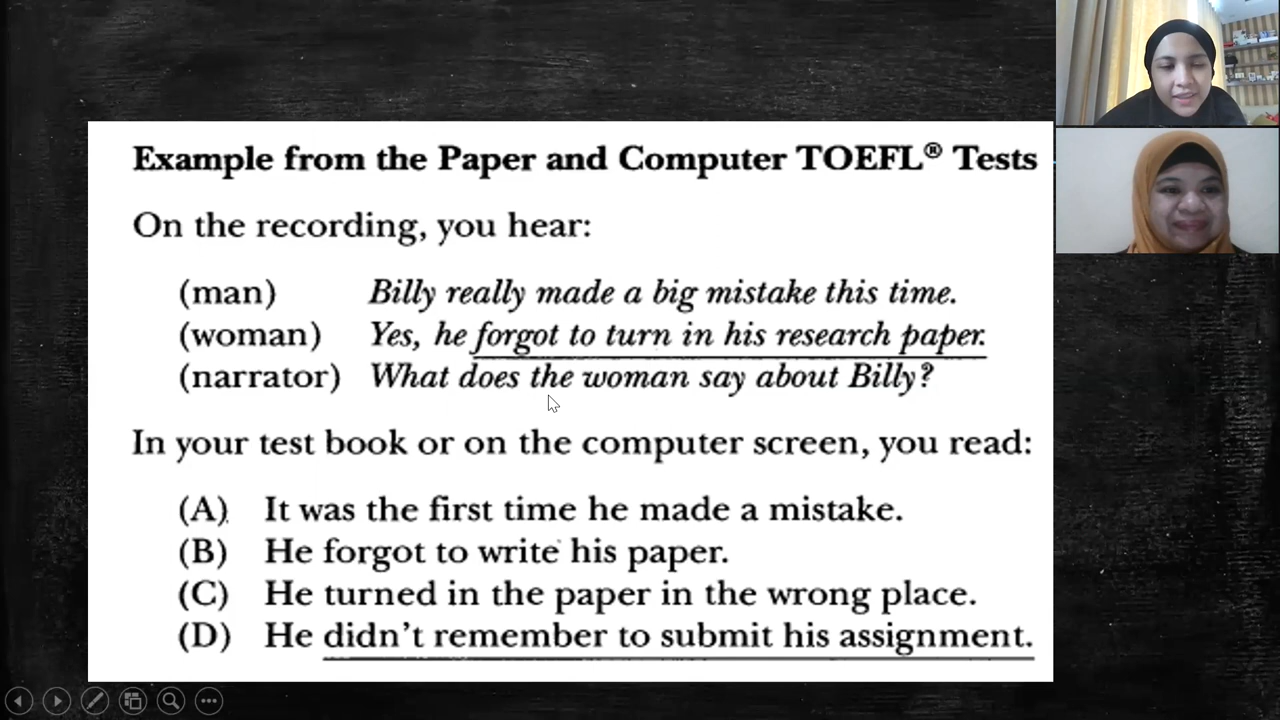 Example from the Paper and Computer TOEFL® Tests
On the recording, you hear:
(man) Billy really made a big mistake this time.
(woman) Yes, he forgot to turn in his research paper.
(narrator) What does the woman say about Billy?
In your test book or on the computer screen, you read:
(A) It was the first time he made a mistake.
(B) He forgot to write his paper.
(C) He turned in the paper in the wrong place.
(D) He didn't remember to submit his assignment.